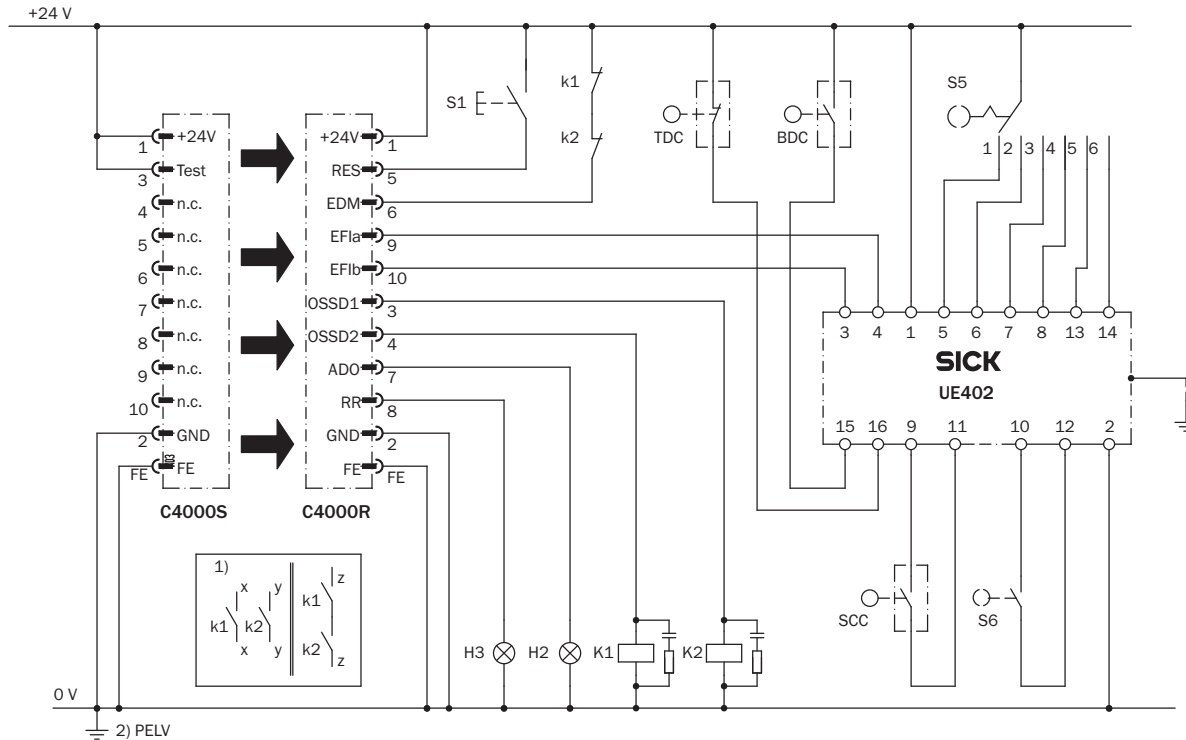 +24 V
S1
k1
k2
TDC
BDC
S5
1 2 3 4 5 6
1 +24V
3 Test
4 n.c.
5 n.c.
6 n.c.
7 n.c.
8 n.c.
9 n.c.
10 n.c.
2 GND
FE FE
C4000S
+24V 1
RES 5
EDM 6
EFIa 9
EFIb 10
OSSD1 3
OSSD2 4
ADO 7
RR 8
GND 2
FE FE
C4000R
3 4 1 5 6 7 8 13 14
SICK
UE402
15 16 9 11 10 12 2
1)
x y z
k1 k2 k1
x y k2 z
H3 H2 K1 K2
SCC S6
0 V
2) PELV